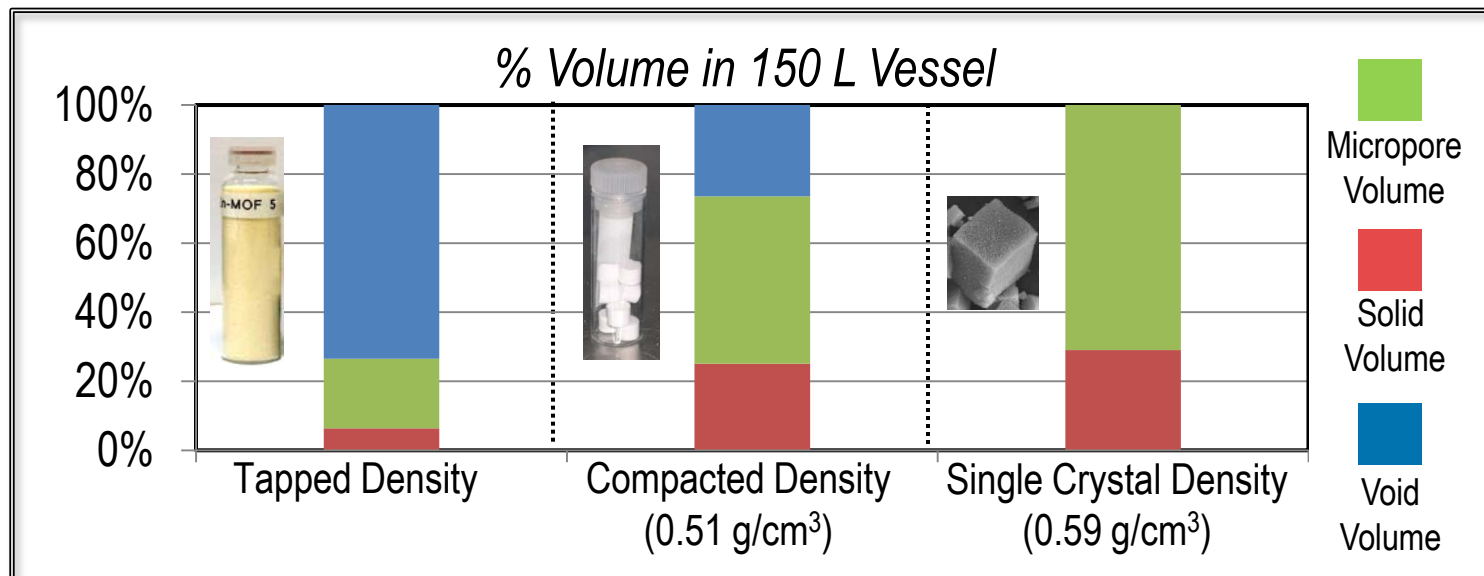 % Volume in 150 L Vessel
100%
80%
60%
40%
20%
0%
n-MOF 5
Tapped Density
Compacted Density
(0.51 g/cm³)
Single Crystal Density
(0.59 g/cm³)
Micropore
Volume
Solid
Volume
Void
Volume